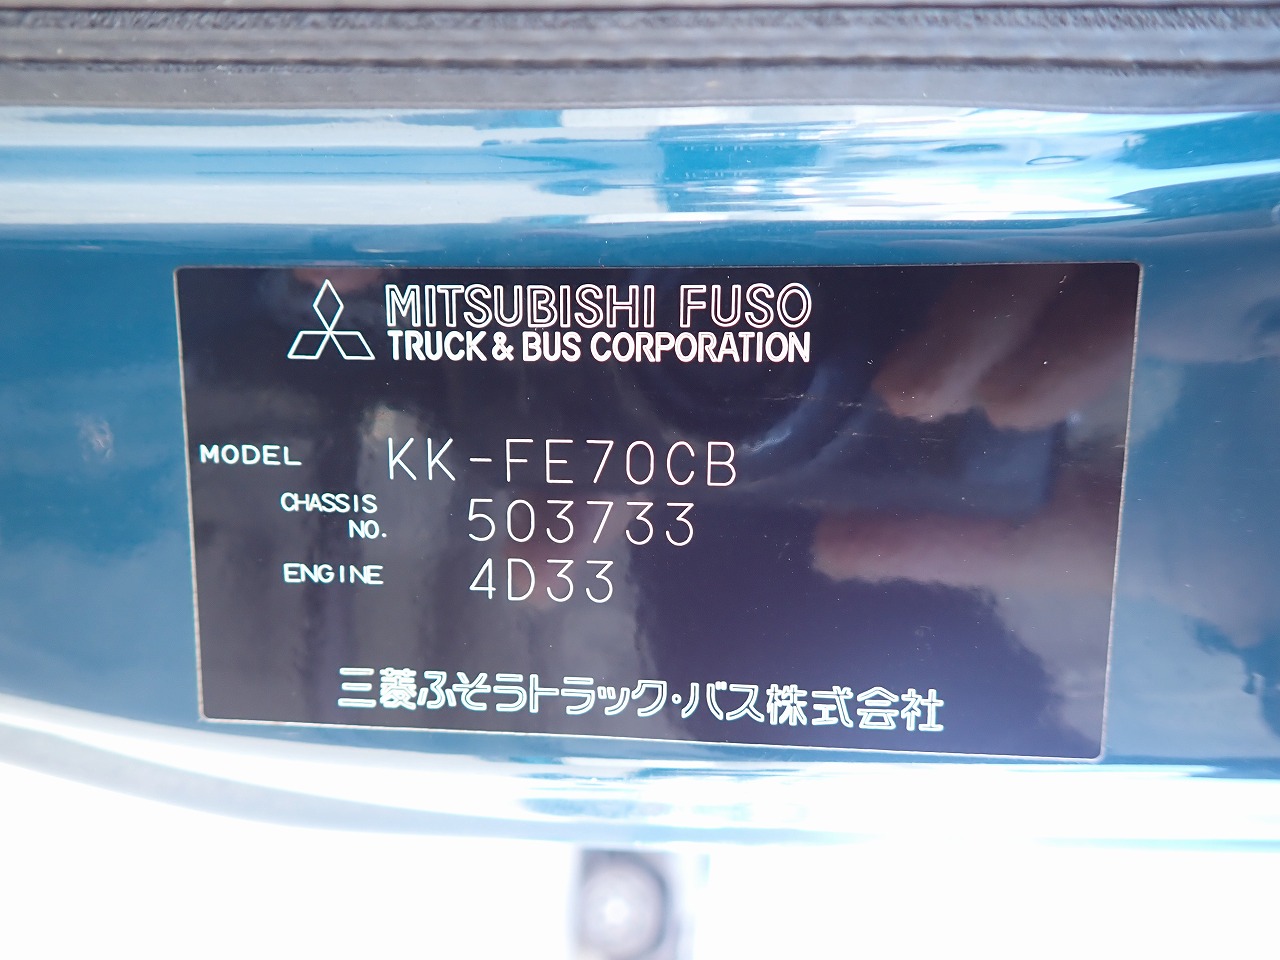 MITSUBISHI FUSO
TRUCK & BUS CORPORATION
MODEL KK-FE70CB
CHASSIS NO. 503733
ENGINE 4D33
三菱ふそうトラック・バス株式会社